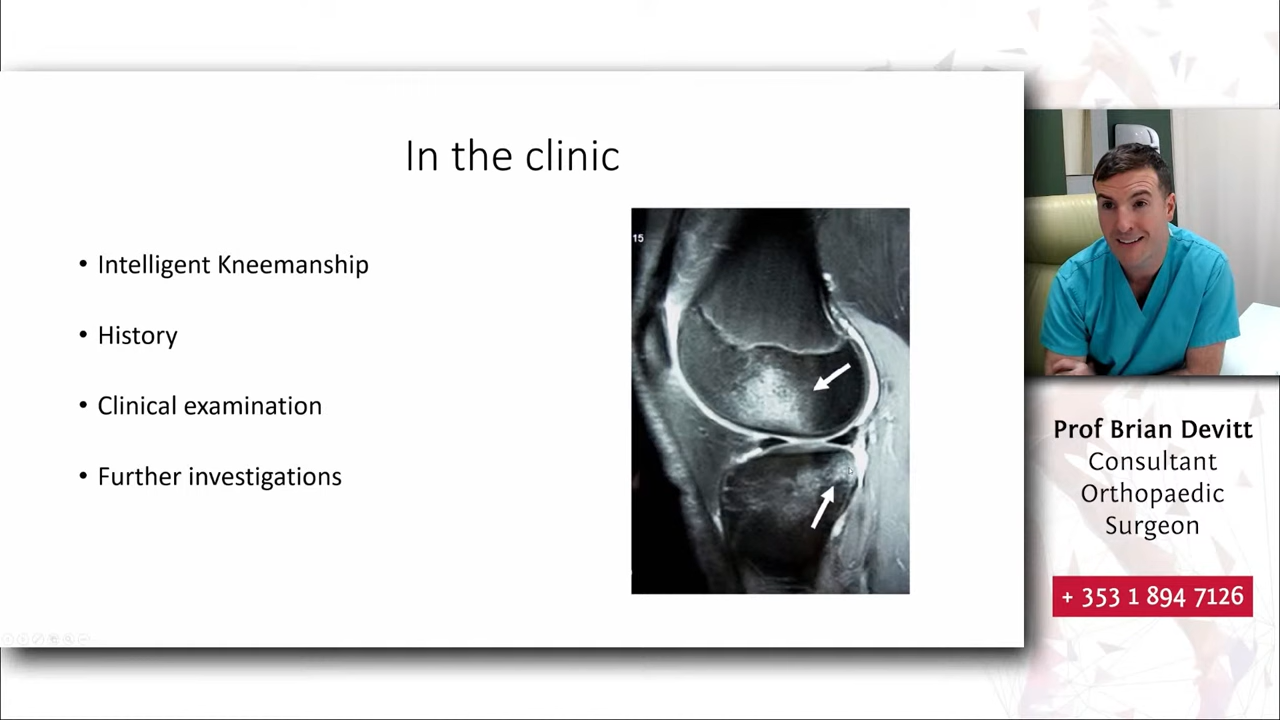 In the clinic
• Intelligent Kneemanship
• History
• Clinical examination
• Further investigations
15
Prof Brian Devitt
Consultant
Orthopaedic
Surgeon
+ 353 1 894 7126